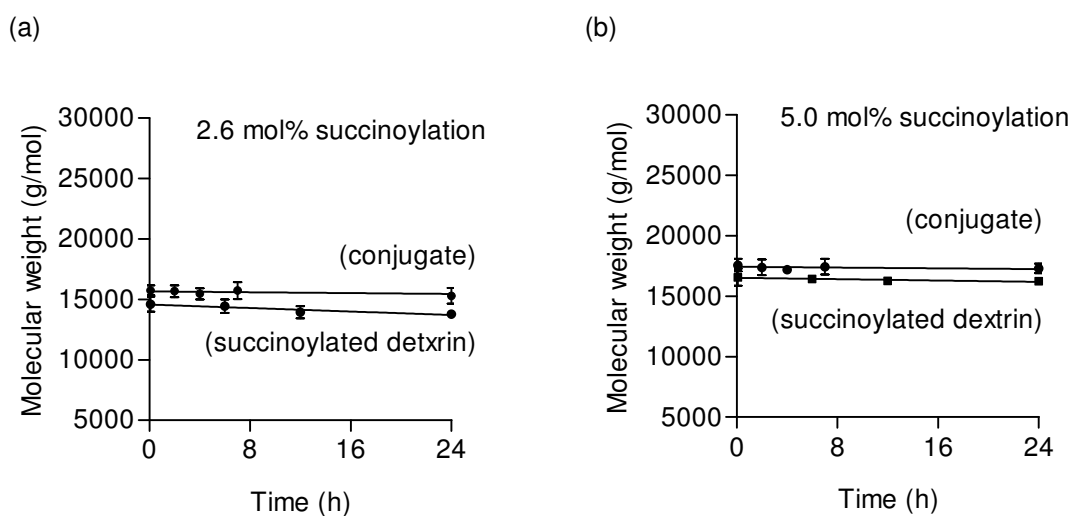 (a)
Molecular weight (g/mol)
30000
25000
20000
15000
10000
5000
2.6 mol% succinoylation
(conjugate)
(succinoylated detxrin)
0
8
16
24
Time (h)
(b)
Molecular weight (g/mol)
30000
25000
20000
15000
10000
5000
5.0 mol% succinoylation
(conjugate)
(succinoylated dextrin)
0
8
16
24
Time (h)